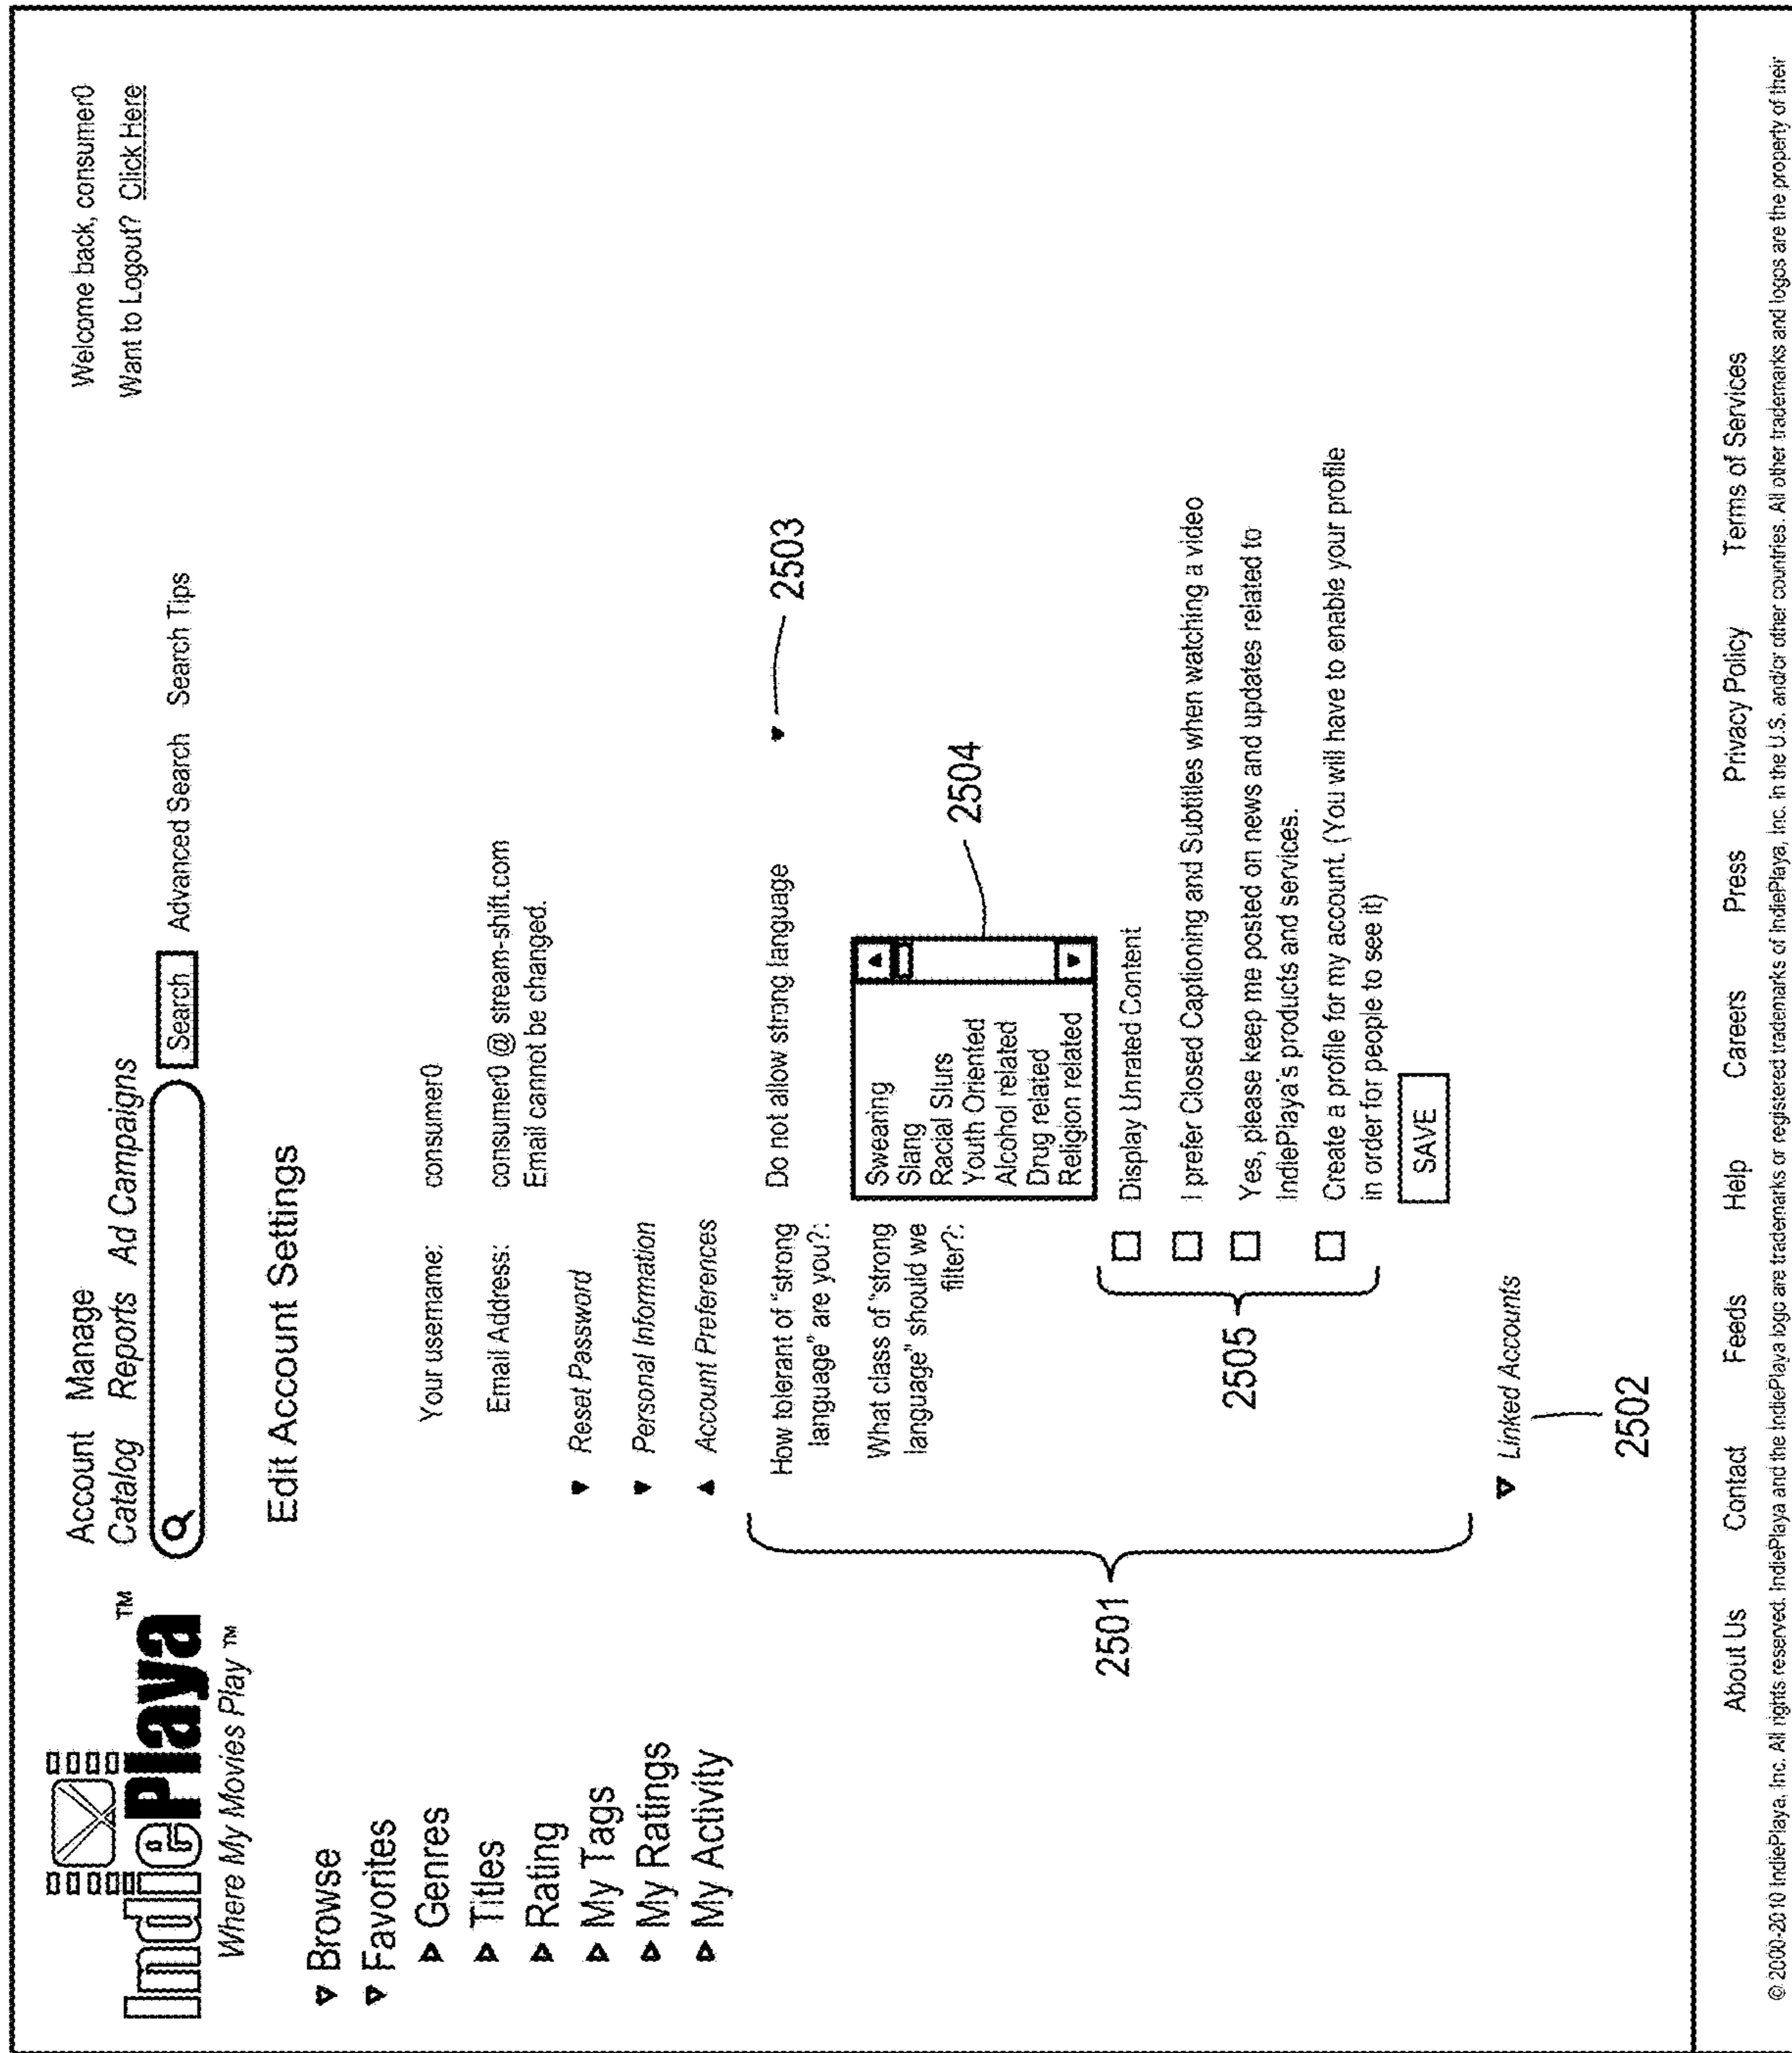 IndiePlaya ™
Where My Movies Play ™
Account Manage
Catalog Reports Ad Campaigns
Search Advanced Search Search Tips
Welcome back, consumer0
Want to Logout? Click Here
Browse
Favorites
Genres
Titles
Rating
My Tags
My Ratings
My Activity
Edit Account Settings
Your username: consumer0
Email Address: consumer0 @ stream-shift.com
Email cannot be changed.
Reset Password
Personal Information
Account Preferences
How tolerant of "strong
language" are you?:
Do not allow strong language
2503
What class of "strong
language" should we
filter?:
Swearing
Slang
Racial Slurs
Youth Oriented
Alcohol related
Drug related
Religion related
2504
Display Unrated Content
I prefer Closed Captioning and Subtitles when watching a video
Yes, please keep me posted on news and updates related to
IndiePlaya's products and services.
Create a profile for my account. (You will have to enable your profile
in order for people to see it)
2505
SAVE
2501
Linked Accounts
2502
About Us Contact Feeds Help Careers Press Privacy Policy Terms of Services
© 2000-2010 IndiePlaya, Inc. All rights reserved. IndiePlaya and the IndiePlaya logo are trademarks or registered trademarks of IndiePlaya, Inc. in the U.S. and/or other countries. All other trademarks and logos are the property of their